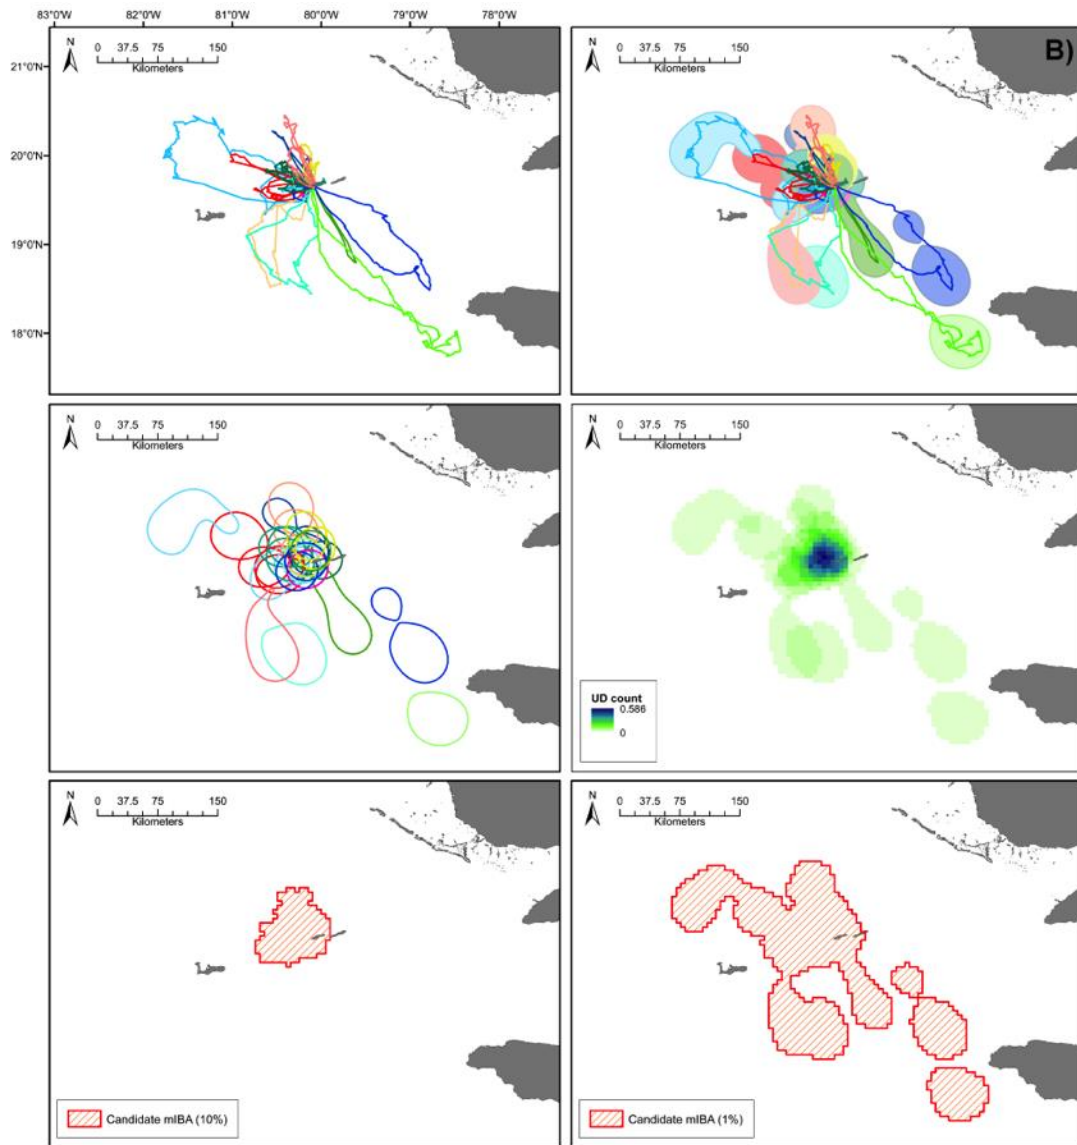 83°0'W 82°0'W 81°0'W 80°0'W 79°0'W 78°0'W
21°0'N
20°0'N
19°0'N
18°0'N
N
0 37.5 75 150
Kilometers
N
0 37.5 75 150
Kilometers
B)
N
0 37.5 75 150
Kilometers
N
0 37.5 75 150
Kilometers
UD count
0.586
0
N
0 37.5 75 150
Kilometers
Candidate mIBA (10%)
N
0 37.5 75 150
Kilometers
Candidate mIBA (1%)